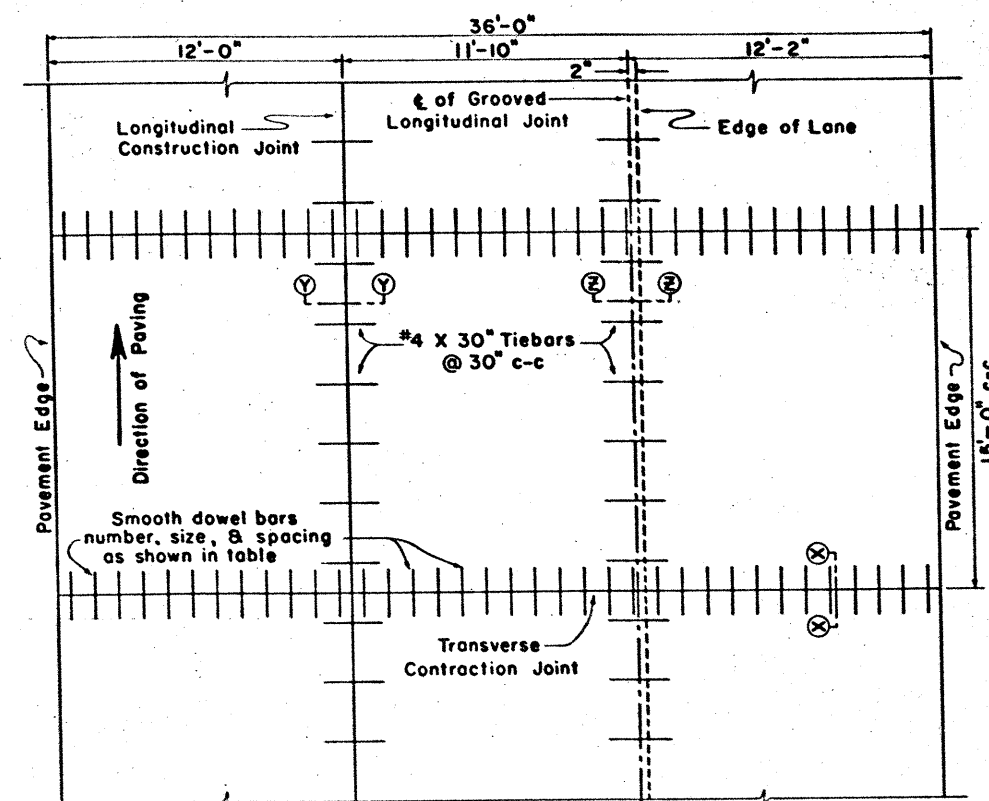 36'-0"
12'-0"
11'-10"
12'-2"
2"
℄ of Grooved
Longitudinal Joint
Longitudinal
Construction Joint
Edge of Lane
Y Y
Z Z
#4 X 30" Tiebars
@ 30" c-c
Direction of Paving
Pavement Edge
Pavement Edge
c-c
Smooth dowel bars
number, size, & spacing
as shown in table
X
X
Transverse
Contraction Joint